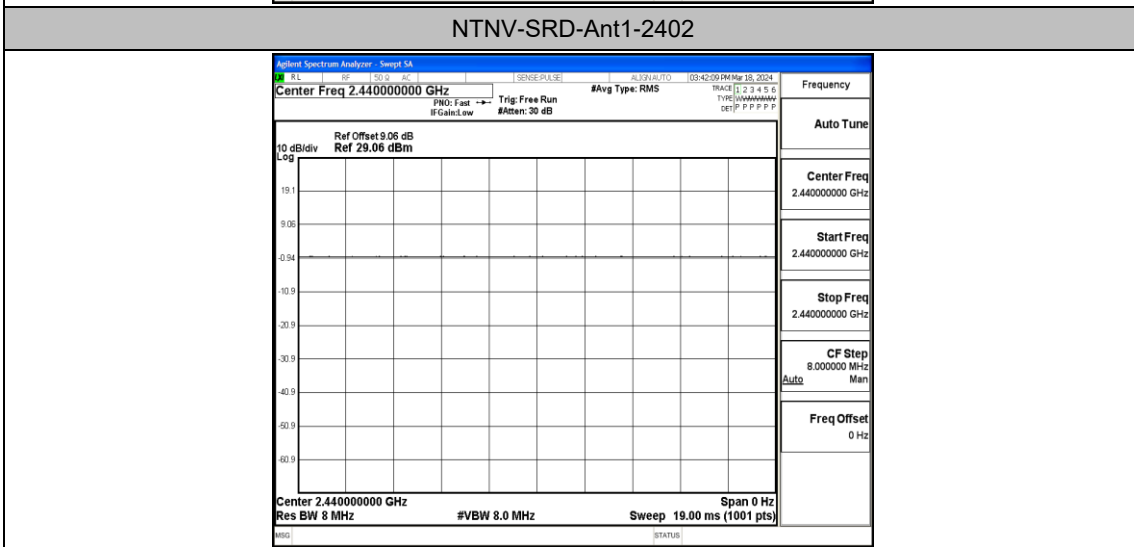 NTNV-SRD-Ant1-2402
Agilent Spectrum Analyzer - Swept SA
RL RF 50 Ω AC SENSE:PULSE ALIGN AUTO 03:42:09 PM Mar 18, 2024
Center Freq 2.440000000 GHz
PNO: Fast
IFGain:Low
Trig: Free Run
#Atten: 30 dB
#Avg Type: RMS
TRACE 1 2 3 4 5 6
TYPE
DET P P P P P P
Ref Offset 9.06 dB
10 dB/div Ref 29.06 dBm
Log
19.1
9.06
-0.94
-10.9
-20.9
-30.9
-40.9
-50.9
-60.9
Center 2.440000000 GHz
Span 0 Hz
Res BW 8 MHz
#VBW 8.0 MHz
Sweep 19.00 ms (1001 pts)
MSG
STATUS
Frequency
Auto Tune
Center Freq
2.440000000 GHz
Start Freq
2.440000000 GHz
Stop Freq
2.440000000 GHz
CF Step
8.000000 MHz
Auto Man
Freq Offset
0 Hz